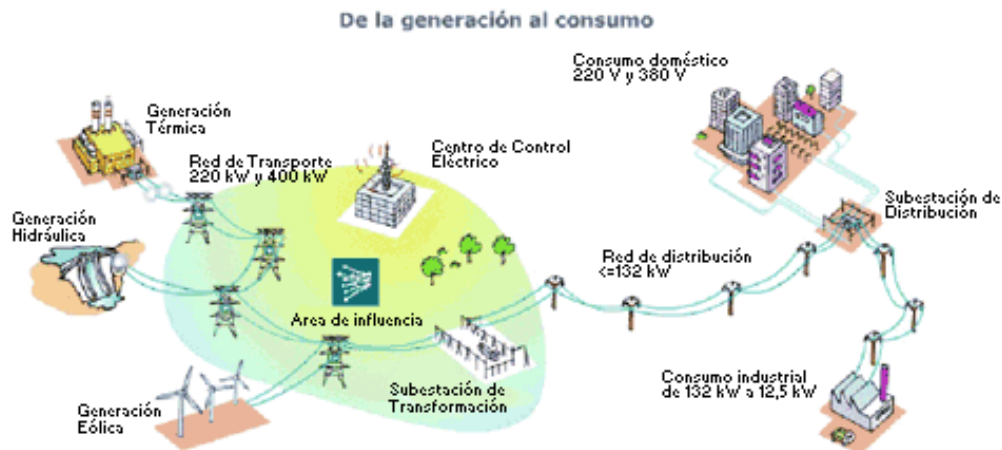 De la generación al consumo
Consumo doméstico
220 V y 380 V
Generación
Térmica
Centro de Control
Eléctrico
Red de Transporte
220 kW y 400 kW
Subestación de
Distribución
Generación
Hidráulica
Red de distribución
<=132 kW
Area de influencia
Subestación de
Transformación
Consumo industrial
de 132 kW a 12,5 kW
Generación
Eólica